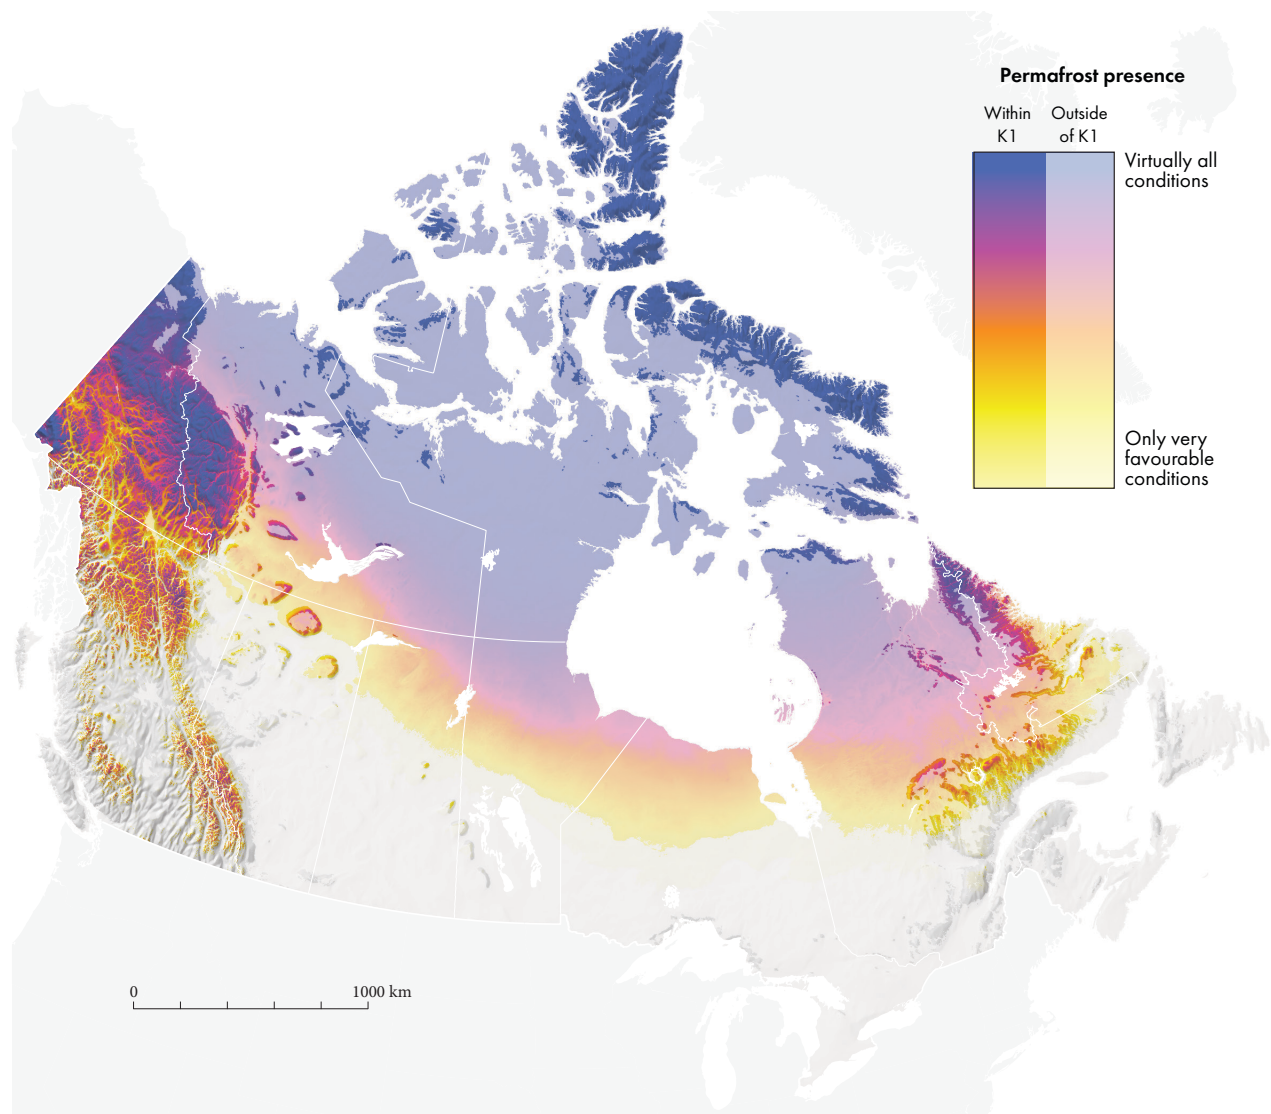 Permafrost presence
Within Outside
K1 of K1
Virtually all
conditions
Only very
favourable
conditions
0 1000 km